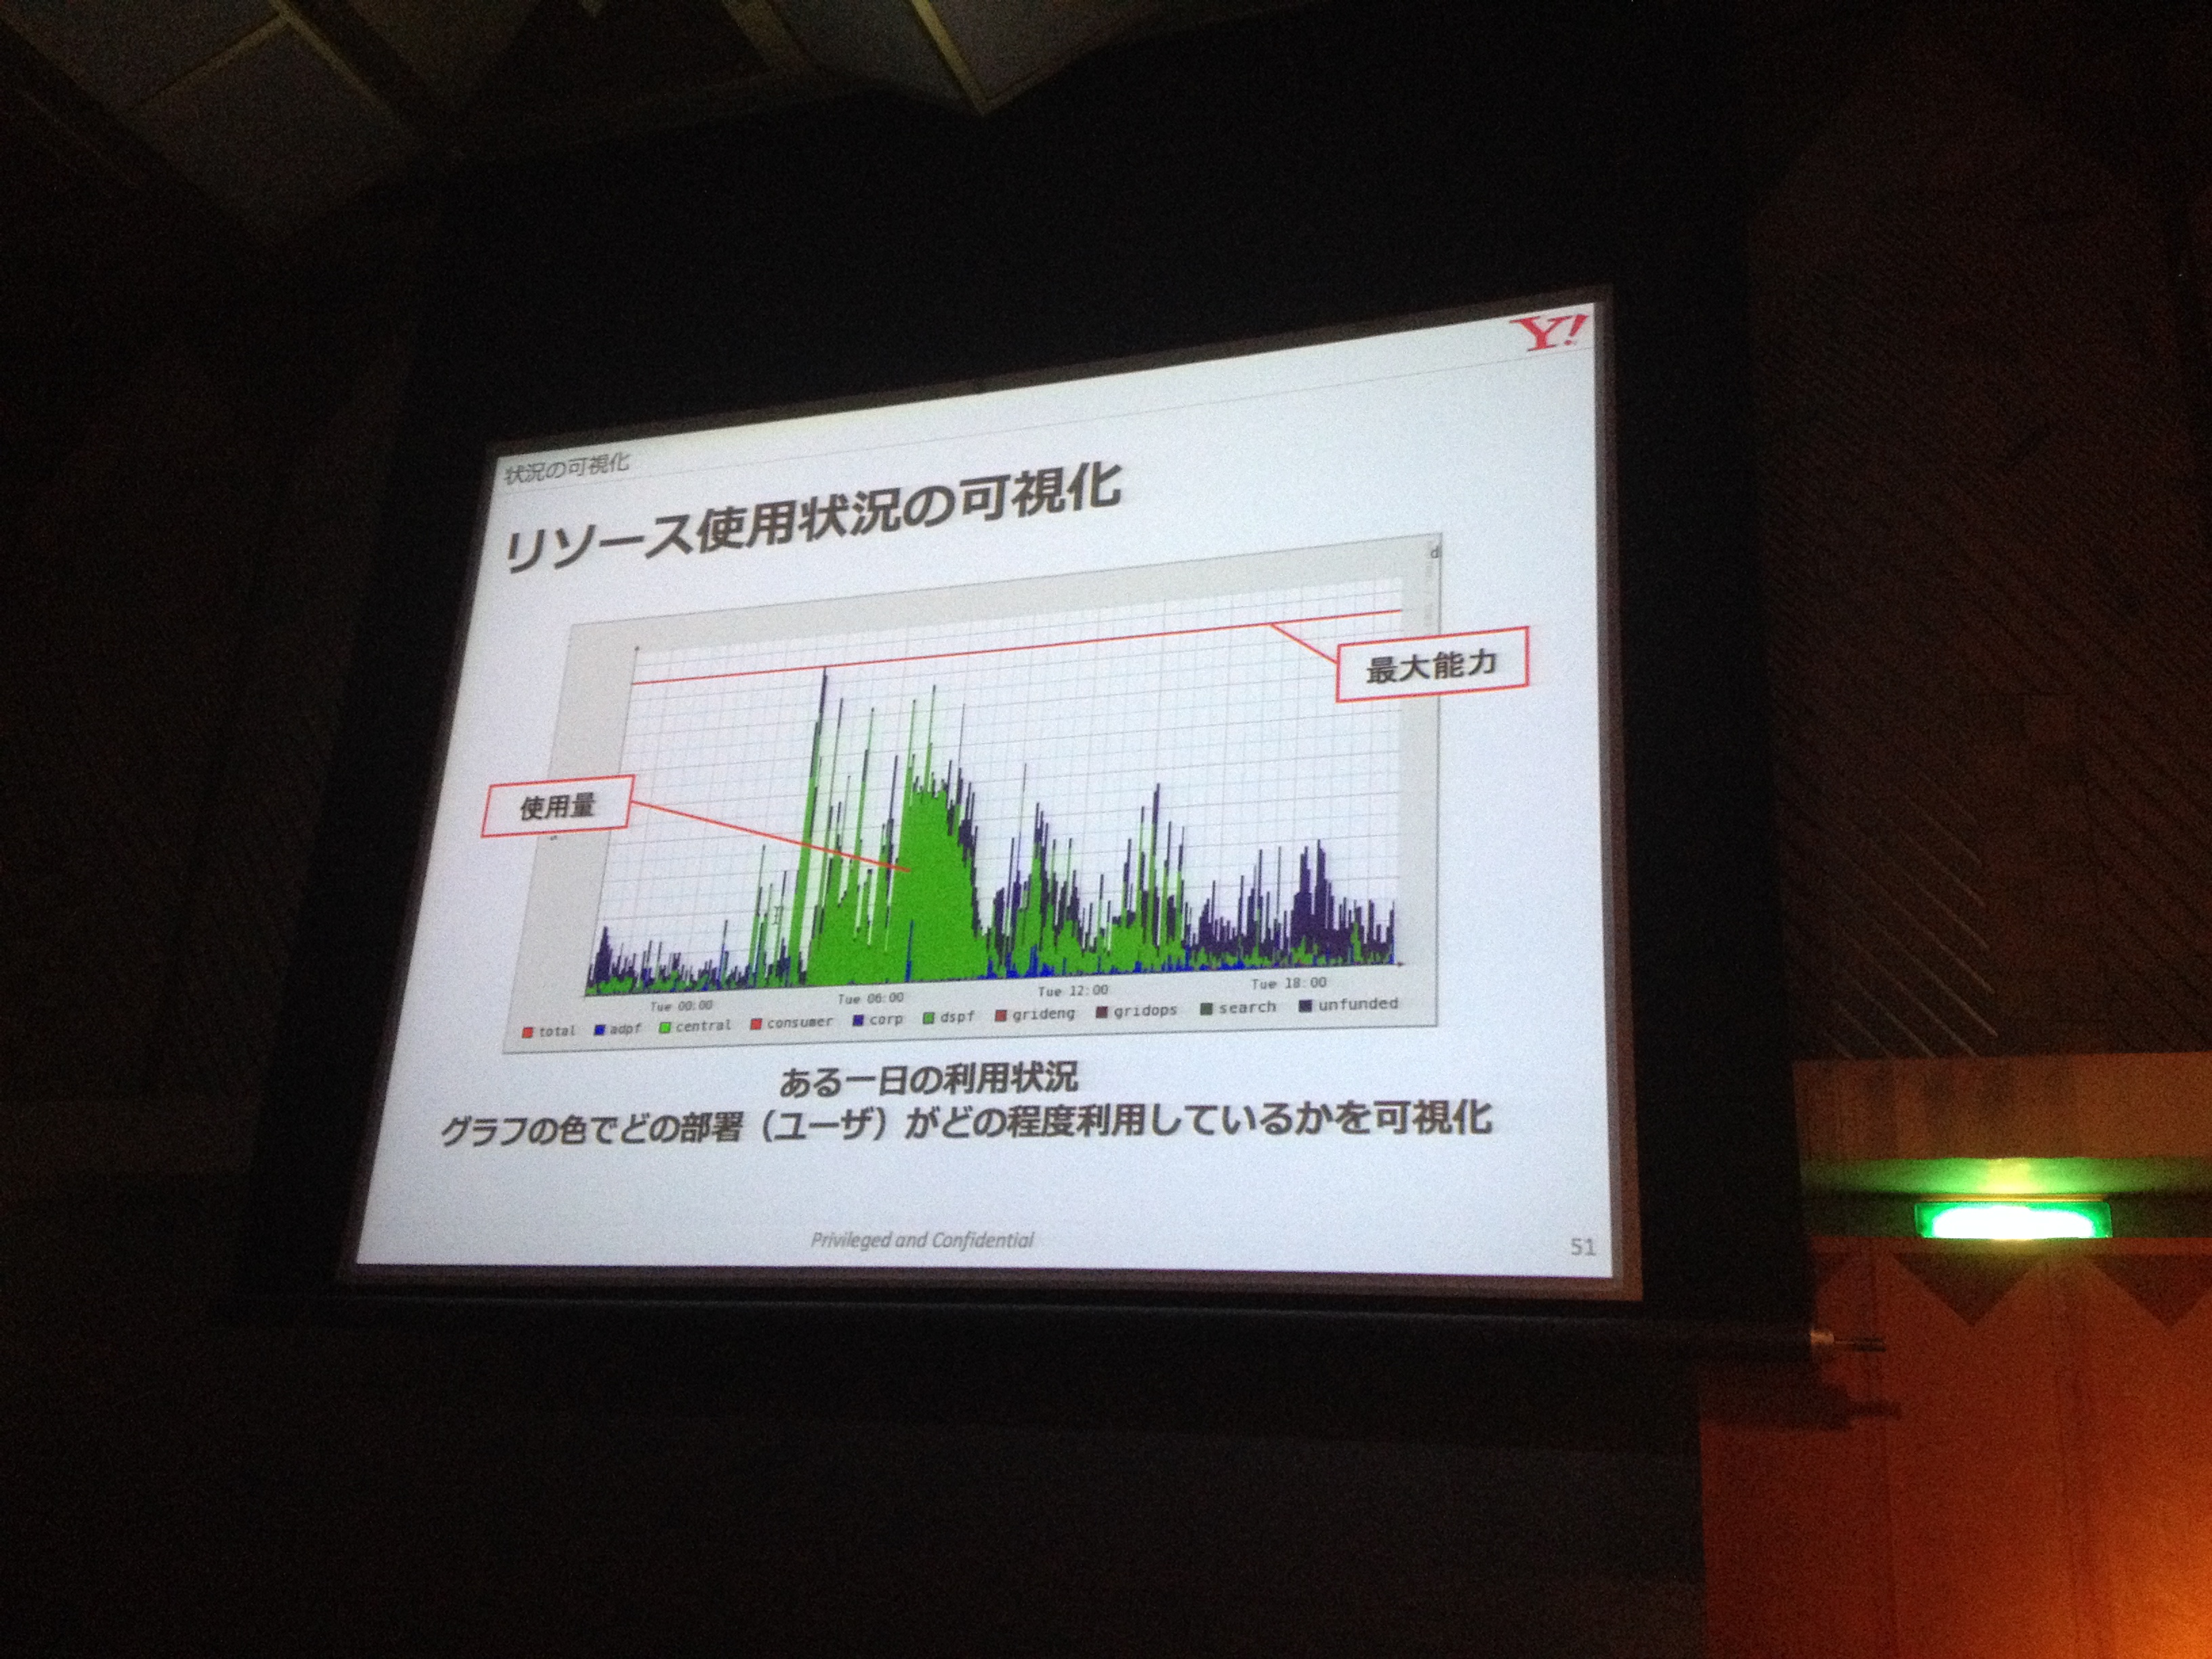 Y!
状況の可視化
リソース使用状況の可視化
最大能力
使用量
Tue 00:00 Tue 06:00 Tue 12:00 Tue 18:00
total adpf central consumer corp dspf grideng gridops search unfunded
ある一日の利用状況
グラフの色でどの部署（ユーザ）がどの程度利用しているかを可視化
Privileged and Confidential
51